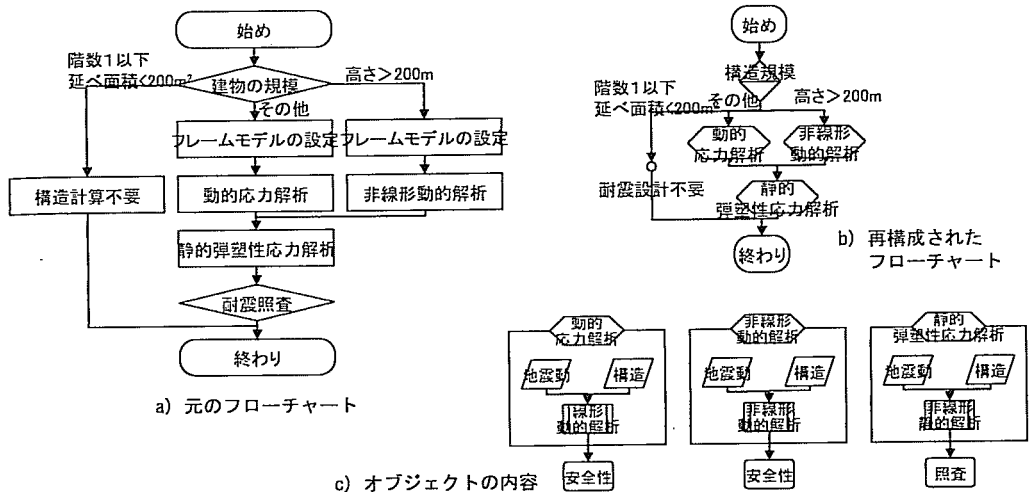 始め
階数1以下
延べ面積<200m²
建物の規模
高さ>200m
その他
フレームモデルの設定
フレームモデルの設定
構造計算不要
動的応力解析
非線形動的解析
静的弾塑性応力解析
耐震照査
終わり
a) 元のフローチャート
始め
構造規模
階数1以下
延べ面積<200m²
その他
高さ>200m
動的
応力解析
非線形
動的解析
耐震設計不要
静的
弾塑性応力解析
終わり
b) 再構成された
フローチャート
動的
応力解析
地震動
構造
線形
動的解析
安全性
非線形
動的解析
地震動
構造
非線形
動的解析
安全性
静的
弾塑性応力解析
地震動
構造
非線形
静的解析
照査
c) オブジェクトの内容